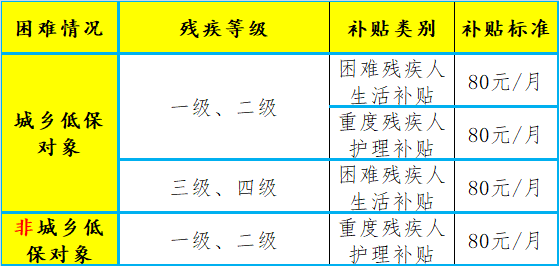 困难情况 残疾等级 补贴类别 补贴标准
城乡低保
对象
一级、二级
困难残疾人
生活补贴
80元/月
重度残疾人
护理补贴
80元/月
三级、四级
困难残疾人
生活补贴
80元/月
非城乡低
保对象
一级、二级
重度残疾人
护理补贴
80元/月